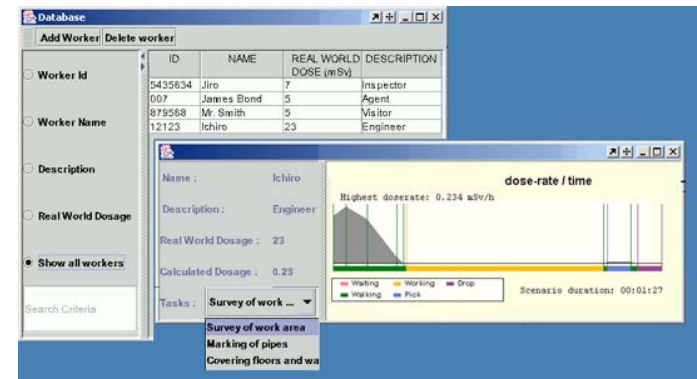 Database
Add Worker Delete worker
Worker Id
Worker Name
Description
Real World Dosage
Show all workers
Search Criteria
ID NAME REAL WORLD DOSE (mSv) DESCRIPTION
5435634 Jiro 7 Inspector
007 James Bond 5 Agent
879568 Mr. Smith 5 Visitor
12123 Ichiro 23 Engineer
Name : Ichiro
Description : Engineer
Real World Dosage : 23
Calculated Dosage : 0.23
Tasks : Survey of work ...
Survey of work area
Marking of pipes
Covering floors and wa
dose-rate / time
Highest doserate: 0.234 mSv/h
Waiting Working Drop
Walking Pick
Scenario duration: 00:01:27